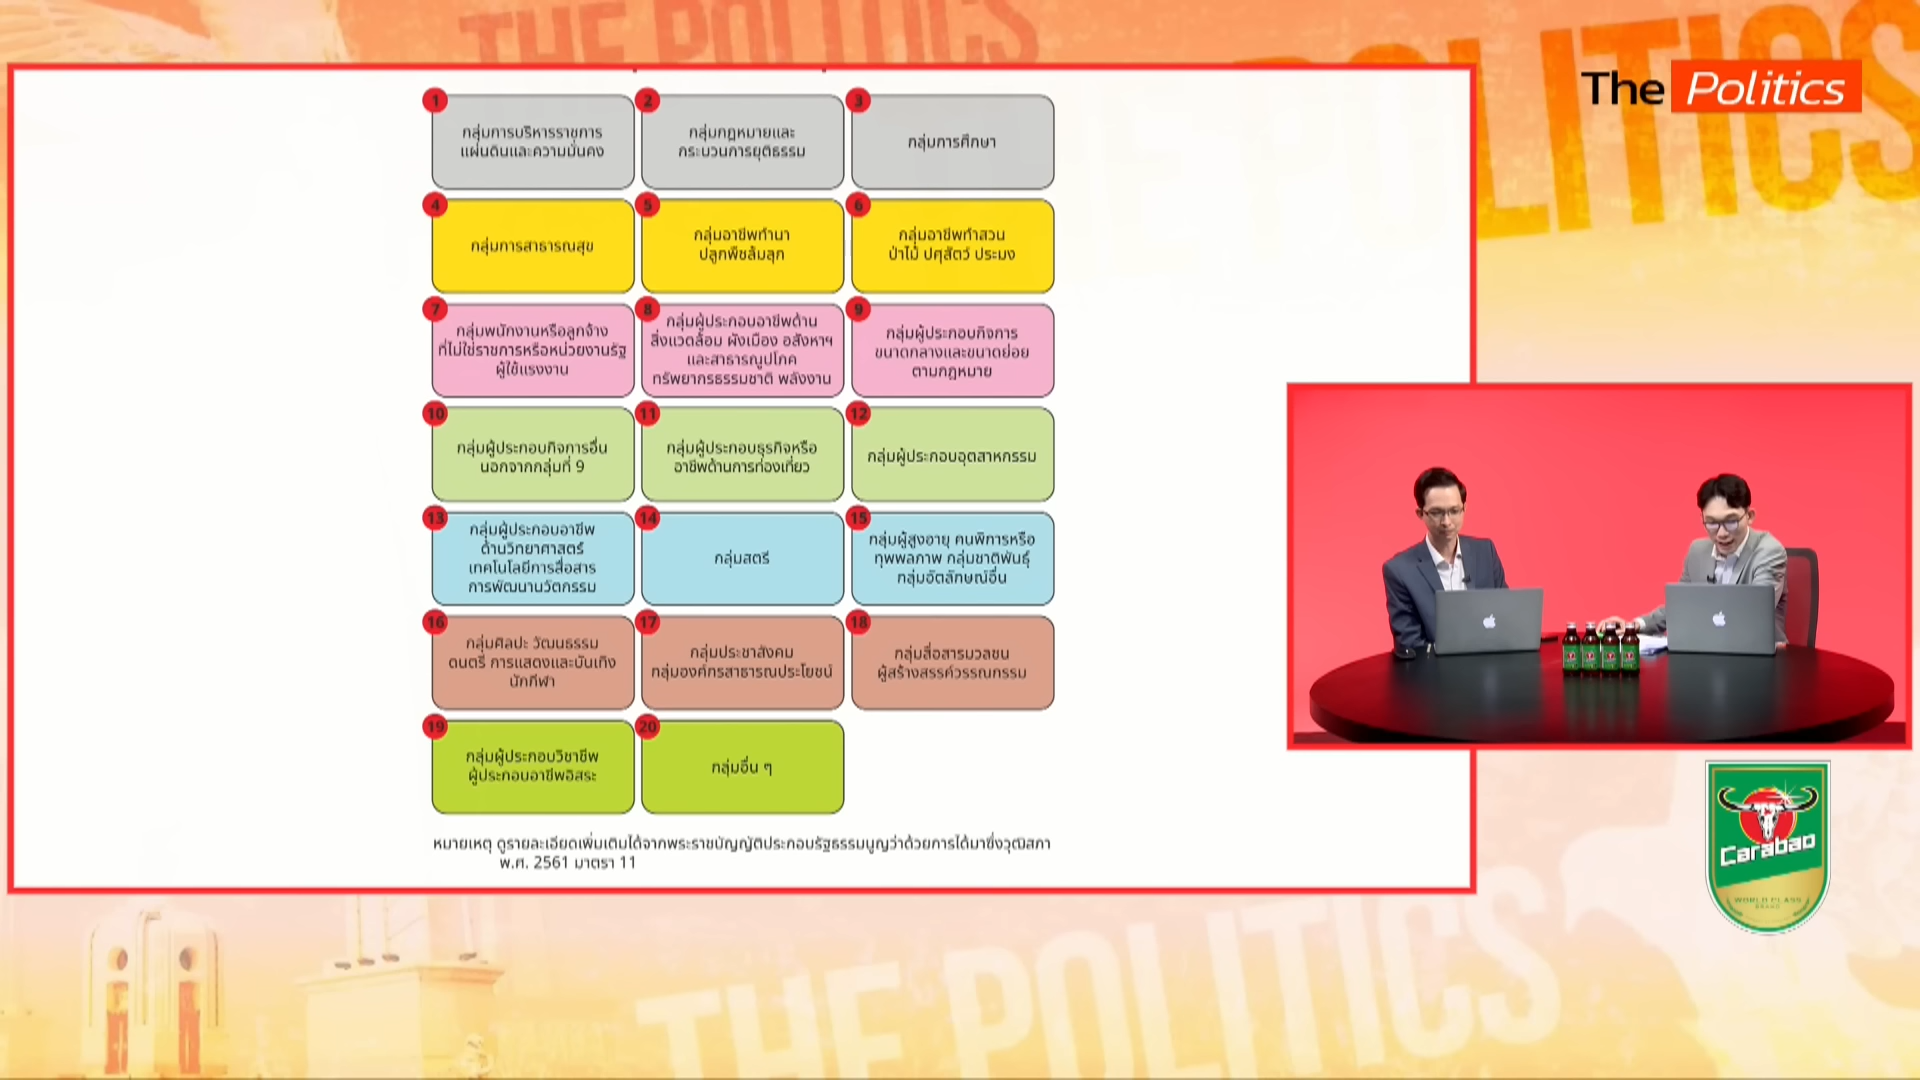 THE POLITICS
POLITICS
The Politics
1
กลุ่มการบริหารราชการ
แผ่นดินและความมั่นคง
2
กลุ่มกฎหมายและ
กระบวนการยุติธรรม
3
กลุ่มการศึกษา
4
กลุ่มการสาธารณสุข
5
กลุ่มอาชีพทำนา
ปลูกพืชล้มลุก
6
กลุ่มอาชีพทำสวน
ป่าไม้ ปศุสัตว์ ประมง
7
กลุ่มพนักงานหรือลูกจ้าง
ที่ไม่ใช่ราชการหรือหน่วยงานรัฐ
ผู้ใช้แรงงาน
8
กลุ่มผู้ประกอบอาชีพด้าน
สิ่งแวดล้อม ผังเมือง อสังหาฯ
และสาธารณูปโภค
ทรัพยากรธรรมชาติ พลังงาน
9
กลุ่มผู้ประกอบกิจการ
ขนาดกลางและขนาดย่อย
ตามกฎหมาย
10
กลุ่มผู้ประกอบกิจการอื่น
นอกจากกลุ่มที่ 9
11
กลุ่มผู้ประกอบธุรกิจหรือ
อาชีพด้านการท่องเที่ยว
12
กลุ่มผู้ประกอบอุตสาหกรรม
13
กลุ่มผู้ประกอบอาชีพ
ด้านวิทยาศาสตร์
เทคโนโลยีการสื่อสาร
การพัฒนานวัตกรรม
14
กลุ่มสตรี
15
กลุ่มผู้สูงอายุ คนพิการหรือ
ทุพพลภาพ กลุ่มชาติพันธุ์
กลุ่มอัตลักษณ์อื่น
16
กลุ่มศิลปะ วัฒนธรรม
ดนตรี การแสดงและบันเทิง
นักกีฬา
17
กลุ่มประชาสังคม
กลุ่มองค์กรสาธารณประโยชน์
18
กลุ่มสื่อสารมวลชน
ผู้สร้างสรรค์วรรณกรรม
19
กลุ่มผู้ประกอบวิชาชีพ
ผู้ประกอบอาชีพอิสระ
20
กลุ่มอื่น ๆ
หมายเหตุ ดูรายละเอียดเพิ่มเติมได้จากพระราชบัญญัติประกอบรัฐธรรมนูญว่าด้วยการได้มาซึ่งวุฒิสภา
พ.ศ. 2561 มาตรา 11
Carabao
WORLD CLASS
BRAND
THE POLITICS